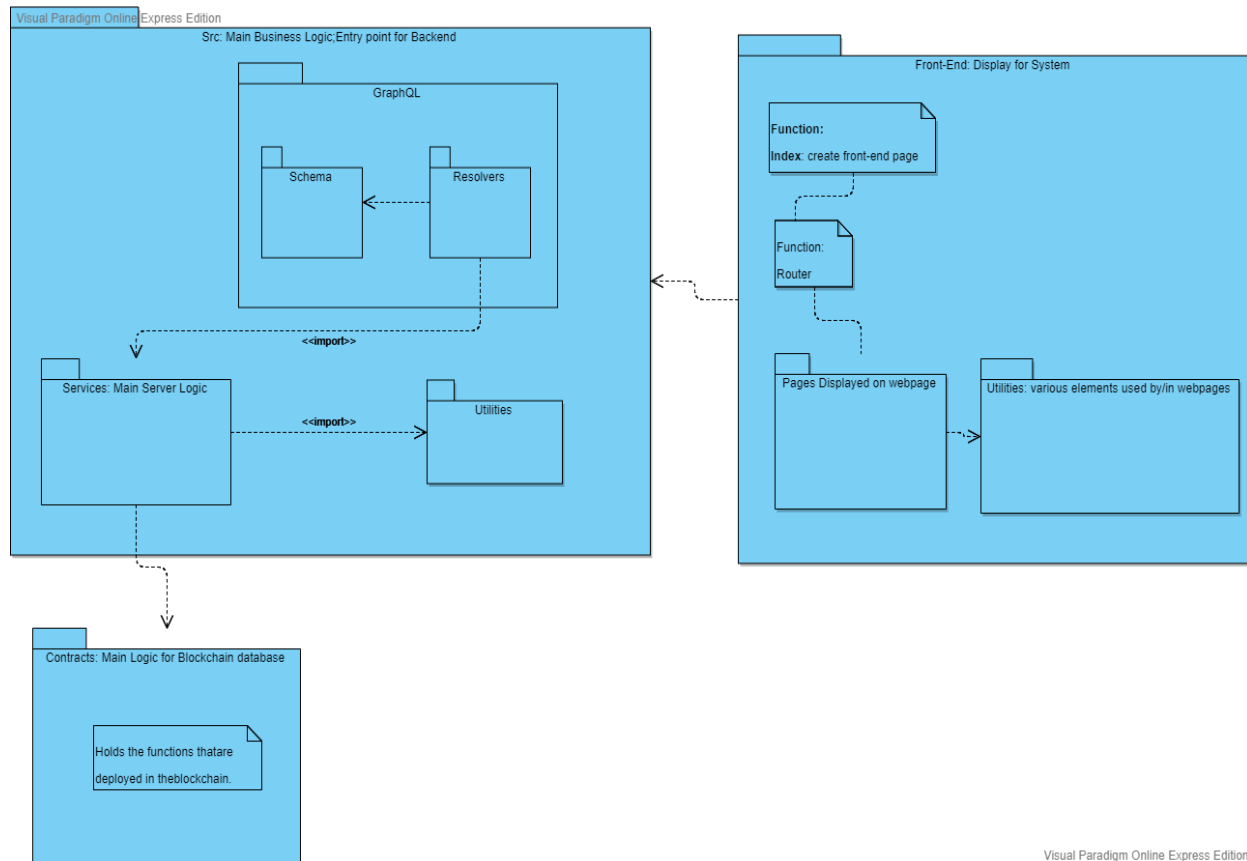 Visual Paradigm Online Express Edition
Src: Main Business Logic;Entry point for Backend
GraphQL
Schema
Resolvers
<<import>>
Services: Main Server Logic
<<import>>
Utilities
Contracts: Main Logic for Blockchain database
Holds the functions thatare
deployed in theblockchain.
Front-End: Display for System
Function:
Index: create front-end page
Function:
Router
Pages Displayed on webpage
Utilities: various elements used by/in webpages
Visual Paradigm Online Express Edition